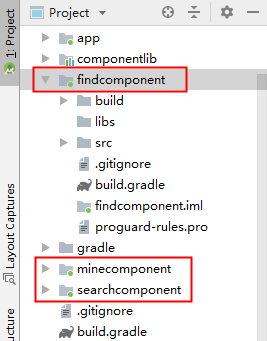 Project
1: Project
app
componentlib
findcomponent
build
libs
src
.gitignore
build.gradle
findcomponent.iml
proguard-rules.pro
gradle
minecomponent
searchcomponent
.gitignore
build.gradle
Layout Captures